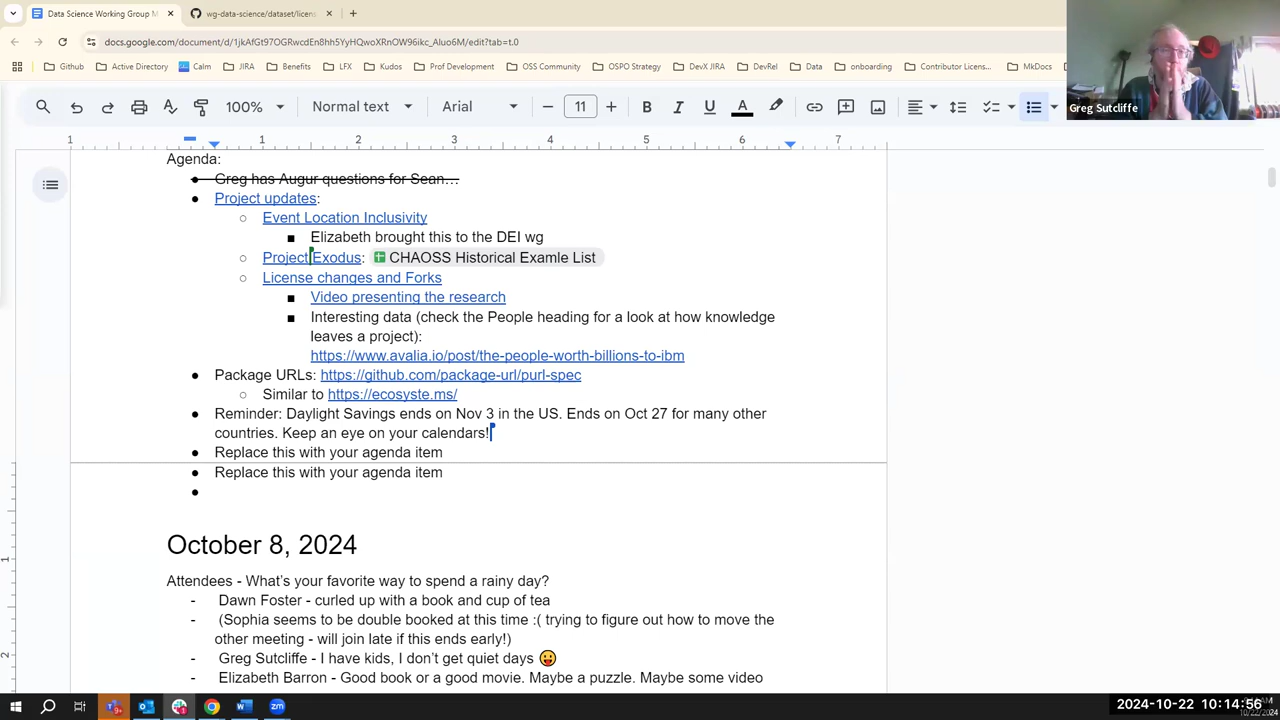 Data Science Working Group M
wg-data-science/dataset/licens
docs.google.com/document/d/1jkAfGt97OGRwcdEn8hh5YyHQwoXRnOW96ikc_Aluo6M/edit?tab=t.0
Github
Active Directory
Calm
JIRA
Benefits
LFX
Kudos
Prof Development
OSS Community
OSPO Strategy
DevX JIRA
DevRel
Data
onboarding
Contributor Licens...
MkDocs
Greg Sutcliffe
100%
Normal text
Arial
11
B I U A
1 1 2 3 4 5 6 7
Agenda:
● Greg has Augur questions for Sean…
● Project updates:
○ Event Location Inclusivity
■ Elizabeth brought this to the DEI wg
○ Project Exodus: CHAOSS Historical Examle List
○ License changes and Forks
■ Video presenting the research
■ Interesting data (check the People heading for a look at how knowledge
leaves a project):
https://www.avalia.io/post/the-people-worth-billions-to-ibm
● Package URLs: https://github.com/package-url/purl-spec
○ Similar to https://ecosyste.ms/
● Reminder: Daylight Savings ends on Nov 3 in the US. Ends on Oct 27 for many other
countries. Keep an eye on your calendars!
● Replace this with your agenda item
● Replace this with your agenda item
●
October 8, 2024
1
Attendees - What's your favorite way to spend a rainy day?
- Dawn Foster - curled up with a book and cup of tea
- (Sophia seems to be double booked at this time :( trying to figure out how to move the
other meeting - will join late if this ends early!)
2
- Greg Sutcliffe - I have kids, I don't get quiet days 😛
- Elizabeth Barron - Good book or a good movie. Maybe a puzzle. Maybe some video
2024-10-22 10:14:56